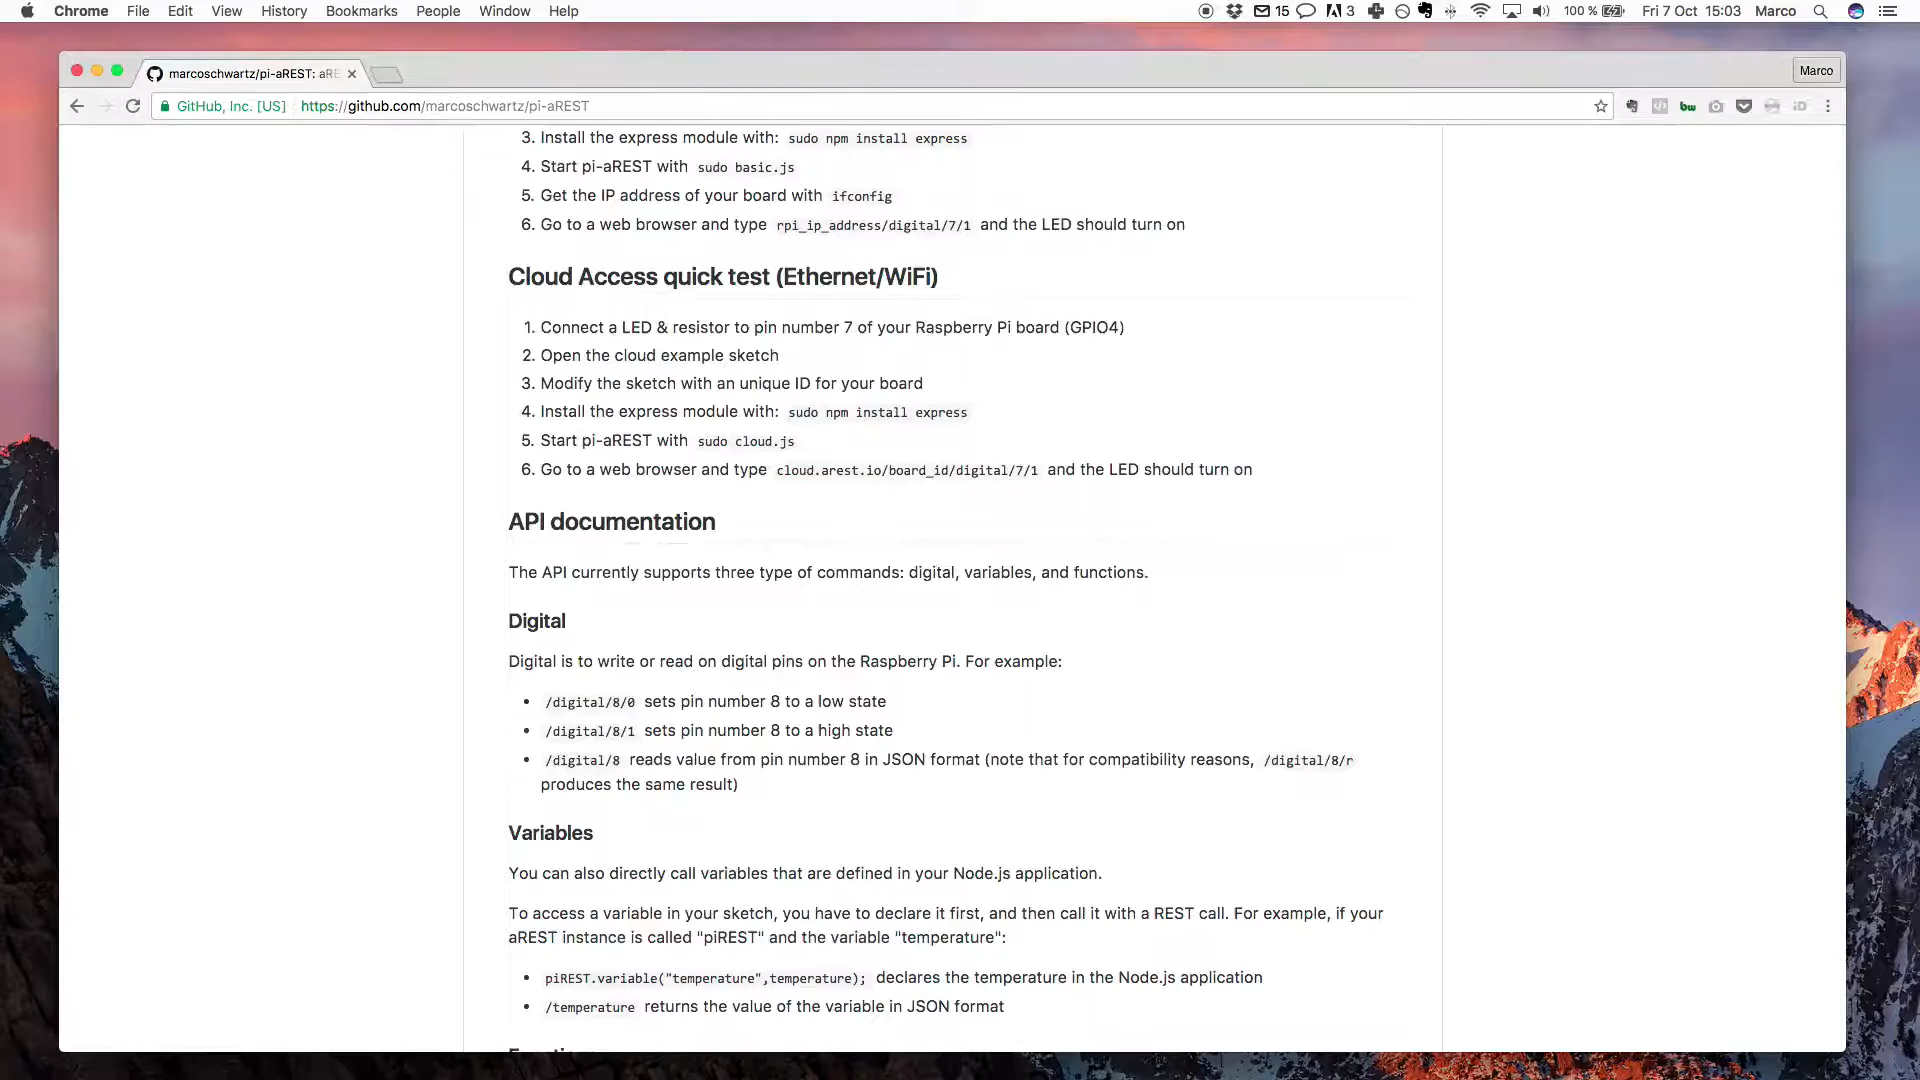 Chrome File Edit View History Bookmarks People Window Help 15 3 100 % Fri 7 Oct 15:03 Marco
marcoschwartz/pi-aREST: aRE Marco
GitHub, Inc. [US] https://github.com/marcoschwartz/pi-aREST bw iD
3. Install the express module with: sudo npm install express
4. Start pi-aREST with sudo basic.js
5. Get the IP address of your board with ifconfig
6. Go to a web browser and type rpi_ip_address/digital/7/1 and the LED should turn on
Cloud Access quick test (Ethernet/WiFi)
1. Connect a LED & resistor to pin number 7 of your Raspberry Pi board (GPIO4)
2. Open the cloud example sketch
3. Modify the sketch with an unique ID for your board
4. Install the express module with: sudo npm install express
5. Start pi-aREST with sudo cloud.js
6. Go to a web browser and type cloud.arest.io/board_id/digital/7/1 and the LED should turn on
API documentation
The API currently supports three type of commands: digital, variables, and functions.
Digital
Digital is to write or read on digital pins on the Raspberry Pi. For example:
• /digital/8/0 sets pin number 8 to a low state
• /digital/8/1 sets pin number 8 to a high state
• /digital/8 reads value from pin number 8 in JSON format (note that for compatibility reasons, /digital/8/r
produces the same result)
Variables
You can also directly call variables that are defined in your Node.js application.
To access a variable in your sketch, you have to declare it first, and then call it with a REST call. For example, if your
aREST instance is called "piREST" and the variable "temperature":
• piREST.variable("temperature",temperature); declares the temperature in the Node.js application
• /temperature returns the value of the variable in JSON format